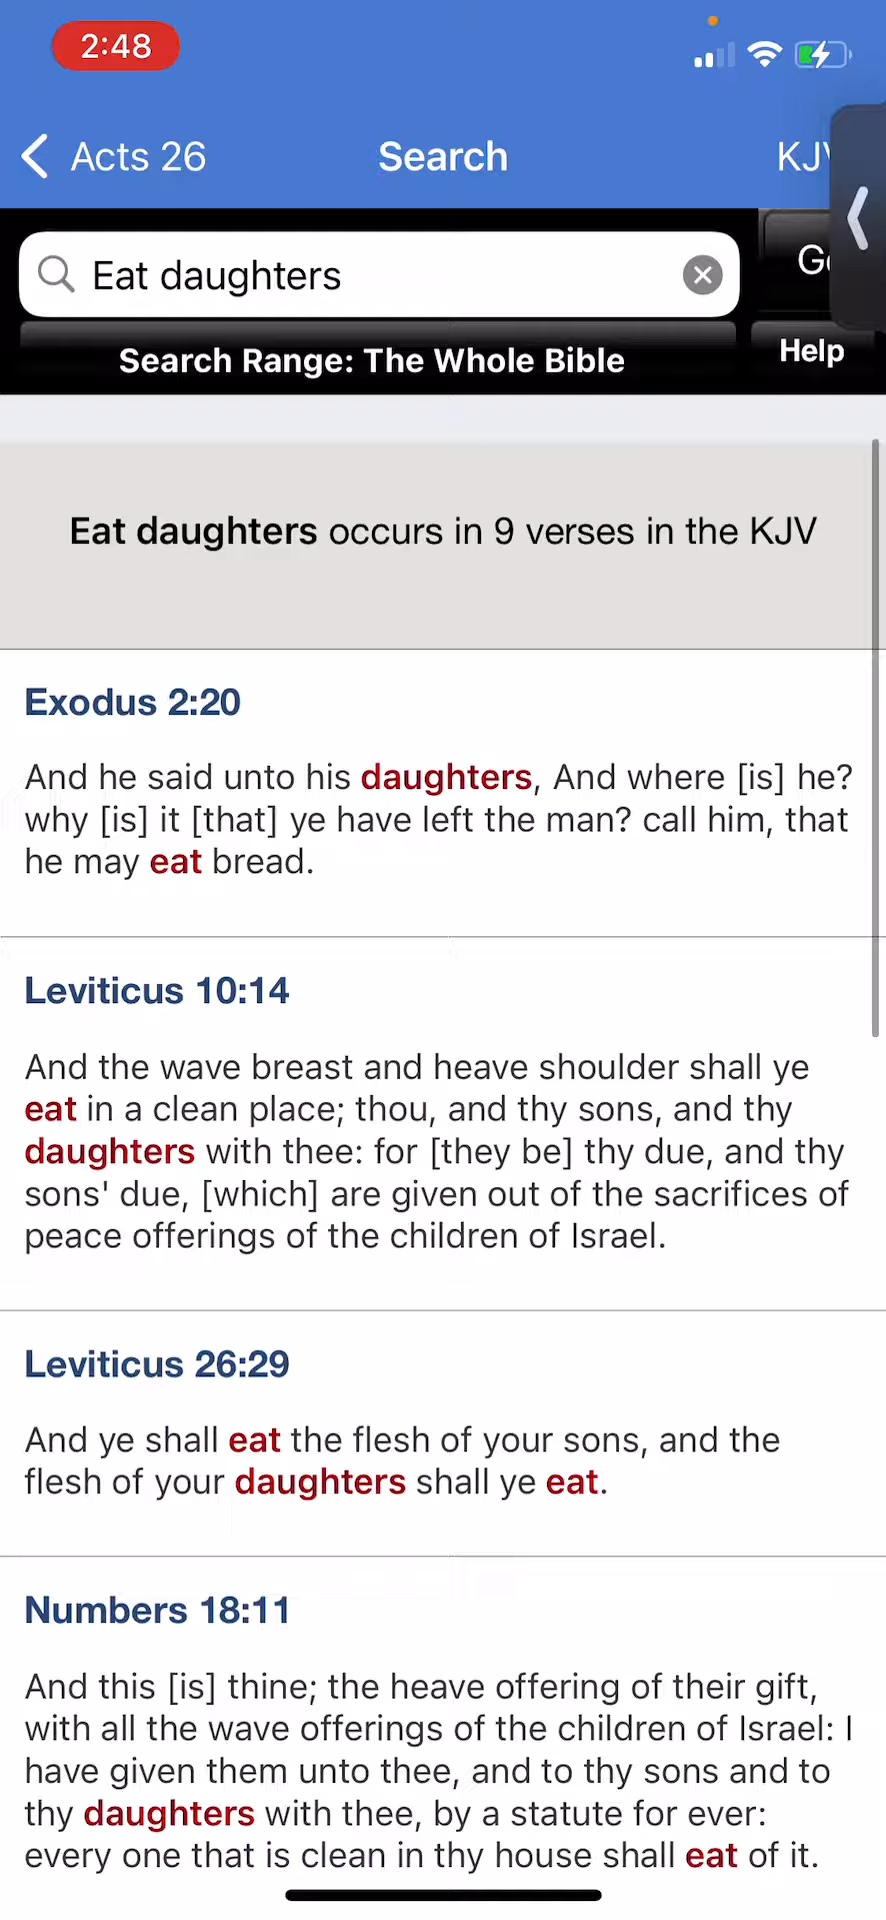 2:48
Acts 26
Search
Eat daughters
Search Range: The Whole Bible
Help
Eat daughters occurs in 9 verses in the KJV
Exodus 2:20
And he said unto his daughters, And where [is] he?
why [is] it [that] ye have left the man? call him, that
he may eat bread.
Leviticus 10:14
And the wave breast and heave shoulder shall ye
eat in a clean place; thou, and thy sons, and thy
daughters with thee: for [they be] thy due, and thy
sons' due, [which] are given out of the sacrifices of
peace offerings of the children of Israel.
Leviticus 26:29
And ye shall eat the flesh of your sons, and the
flesh of your daughters shall ye eat.
Numbers 18:11
And this [is] thine; the heave offering of their gift,
with all the wave offerings of the children of Israel: I
have given them unto thee, and to thy sons and to
thy daughters with thee, by a statute for ever:
every one that is clean in thy house shall eat of it.